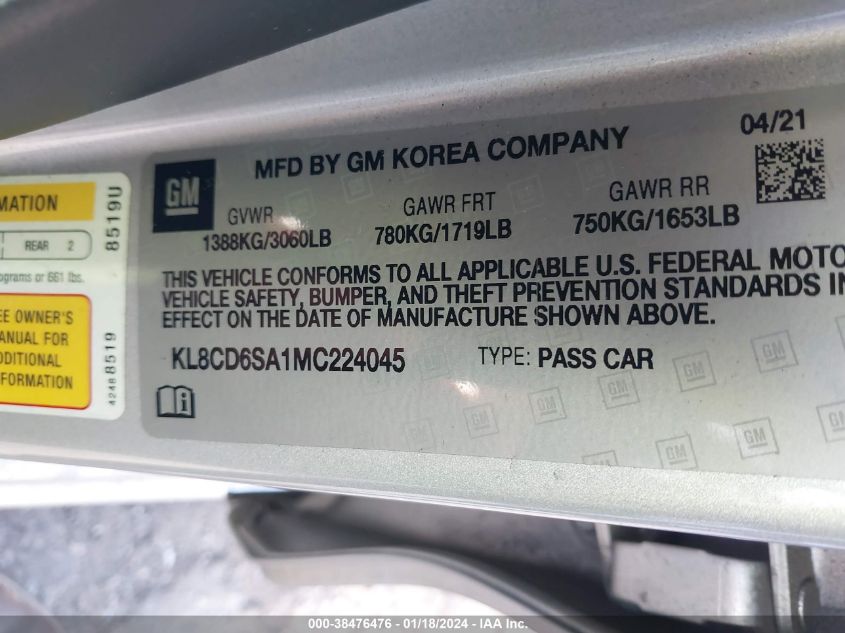 MFD BY GM KOREA COMPANY
04/21
GM
GVWR
1388KG/3060LB
GAWR FRT
780KG/1719LB
GAWR RR
750KG/1653LB
THIS VEHICLE CONFORMS TO ALL APPLICABLE U.S. FEDERAL MOTO
VEHICLE SAFETY, BUMPER, AND THEFT PREVENTION STANDARDS IN
EFFECT ON THE DATE OF MANUFACTURE SHOWN ABOVE.
KL8CD6SA1MC224045
TYPE: PASS CAR
MATION
REAR 2
8519U
ograms or 661 lbs.
EE OWNER'S
ANUAL FOR
DDITIONAL
FORMATION
42488519
000-38476476 - 01/18/2024 - IAA Inc.